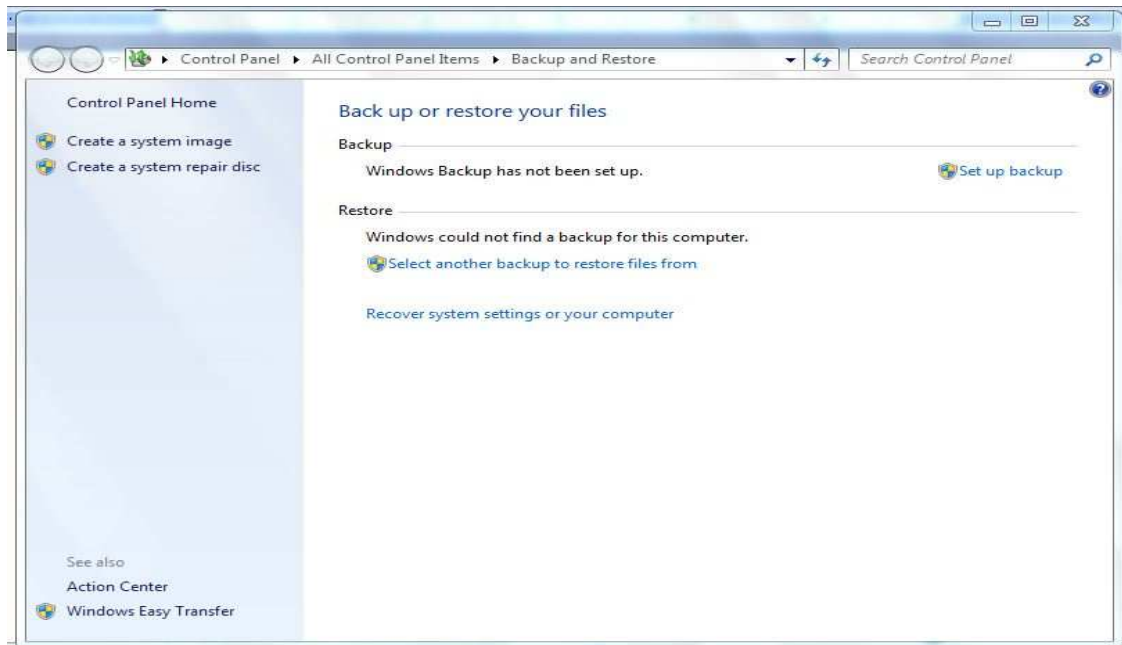 Control Panel ▸ All Control Panel Items ▸ Backup and Restore
Search Control Panel
Control Panel Home
Create a system image
Create a system repair disc
Back up or restore your files
Backup
Windows Backup has not been set up.
Set up backup
Restore
Windows could not find a backup for this computer.
Select another backup to restore files from
Recover system settings or your computer
See also
Action Center
Windows Easy Transfer